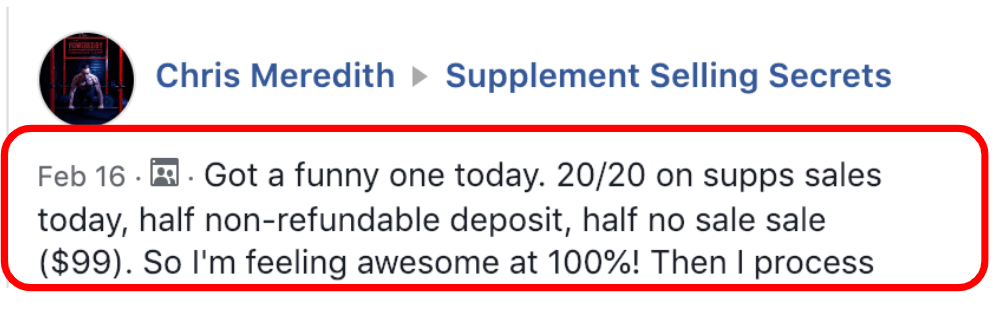 Chris Meredith ▸ Supplement Selling Secrets
Feb 16 · · Got a funny one today. 20/20 on supps sales
today, half non-refundable deposit, half no sale sale
($99). So I'm feeling awesome at 100%! Then I process